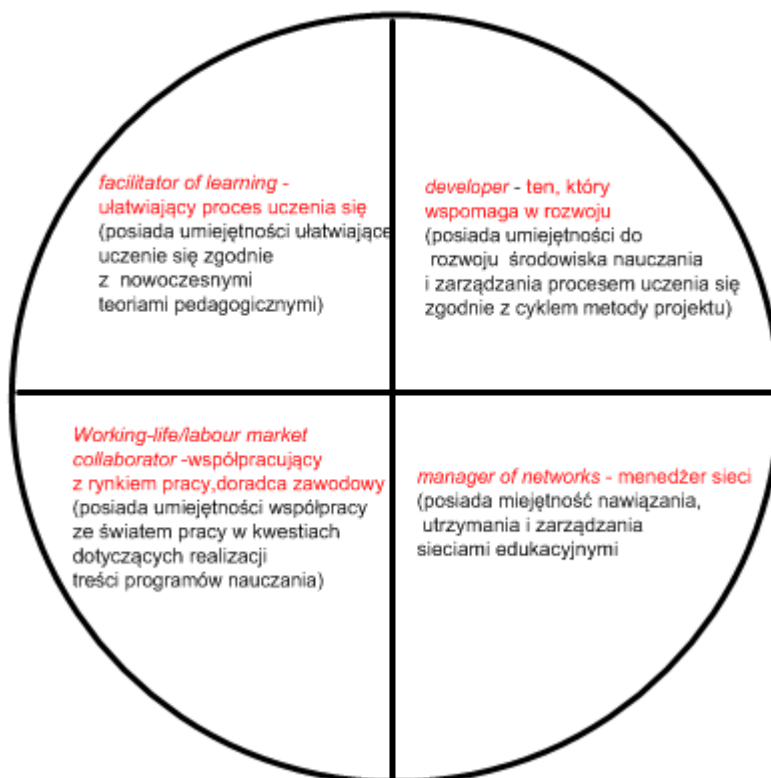 facilitator of learning -
ułatwiający proces uczenia się
(posiada umiejętności ułatwiające
uczenie się zgodnie
z nowoczesnymi
teoriami pedagogicznymi)
developer - ten, który
wspomaga w rozwoju
(posiada umiejętności do
rozwoju środowiska nauczania
i zarządzania procesem uczenia się
zgodnie z cyklem metody projektu)
Working-life/labour market
collaborator -współpracujący
z rynkiem pracy,doradca zawodowy
(posiada umiejętności współpracy
ze światem pracy w kwestiach
dotyczących realizacji
treści programów nauczania)
manager of networks - menedżer sieci
(posiada miejętność nawiązania,
utrzymania i zarządzania
sieciami edukacyjnymi